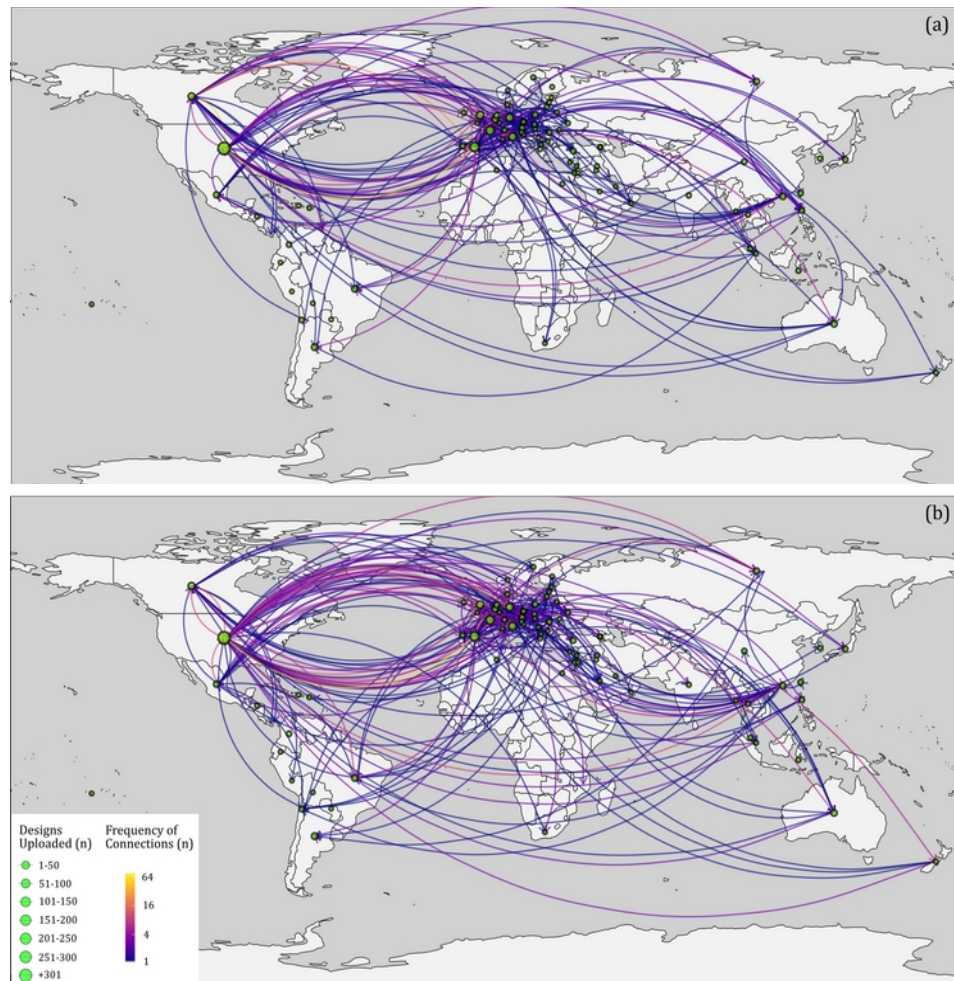 (a)
(b)
Designs Frequency of
Uploaded (n) Connections (n)
1-50 64
51-100
101-150 16
151-200
201-250 4
251-300
+301 1